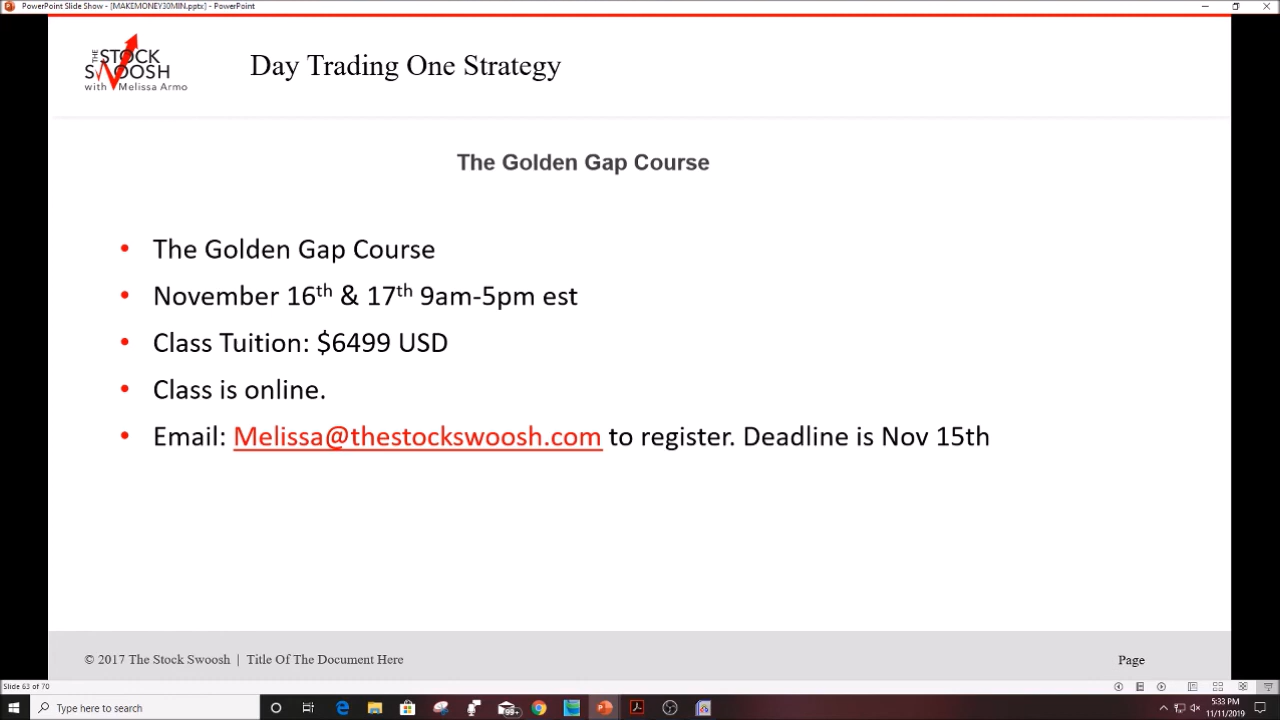 PowerPoint Slide Show - [MAKEMONEY30MIN.pptx] - PowerPoint
THE STOCK SWOOSH
with Melissa Armo
Day Trading One Strategy
The Golden Gap Course
• The Golden Gap Course
• November 16th & 17th 9am-5pm est
• Class Tuition: $6499 USD
• Class is online.
• Email: Melissa@thestockswoosh.com to register. Deadline is Nov 15th
© 2017 The Stock Swoosh | Title Of The Document Here
Page
Slide 63 of 70
Type here to search
99+
5:33 PM
11/11/2019